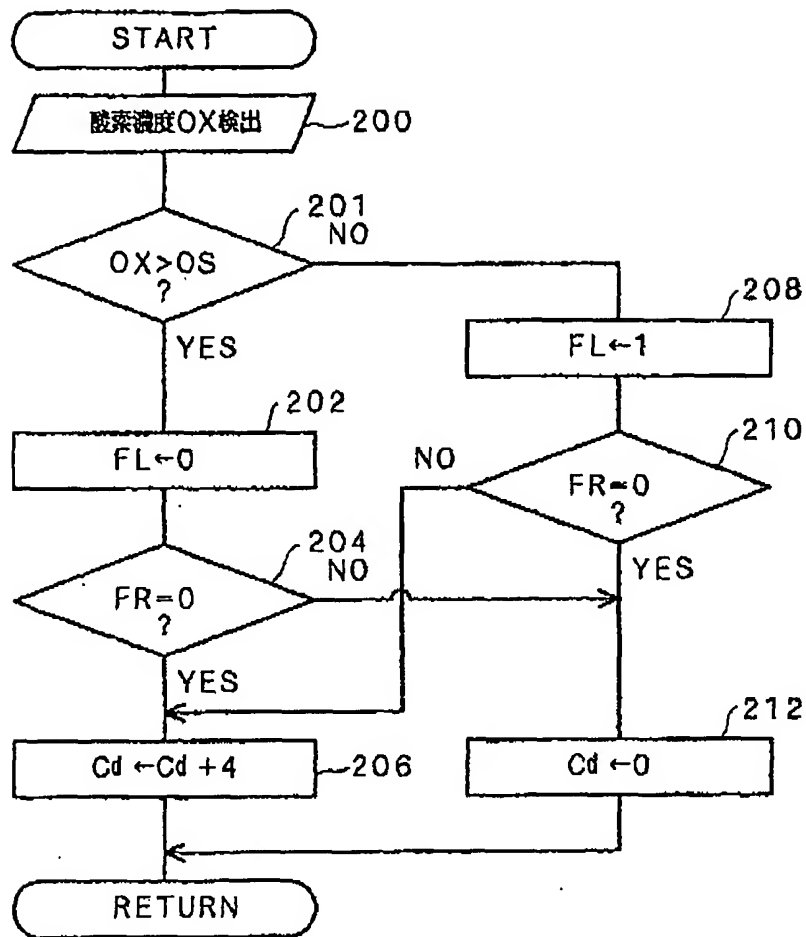 START
酸素濃度OX検出
200
201
OX>OS
?
NO
YES
208
FL←1
202
FL←0
210
FR=0
?
NO
YES
204
FR=0
?
NO
YES
Cd←Cd+4
206
212
Cd←0
RETURN